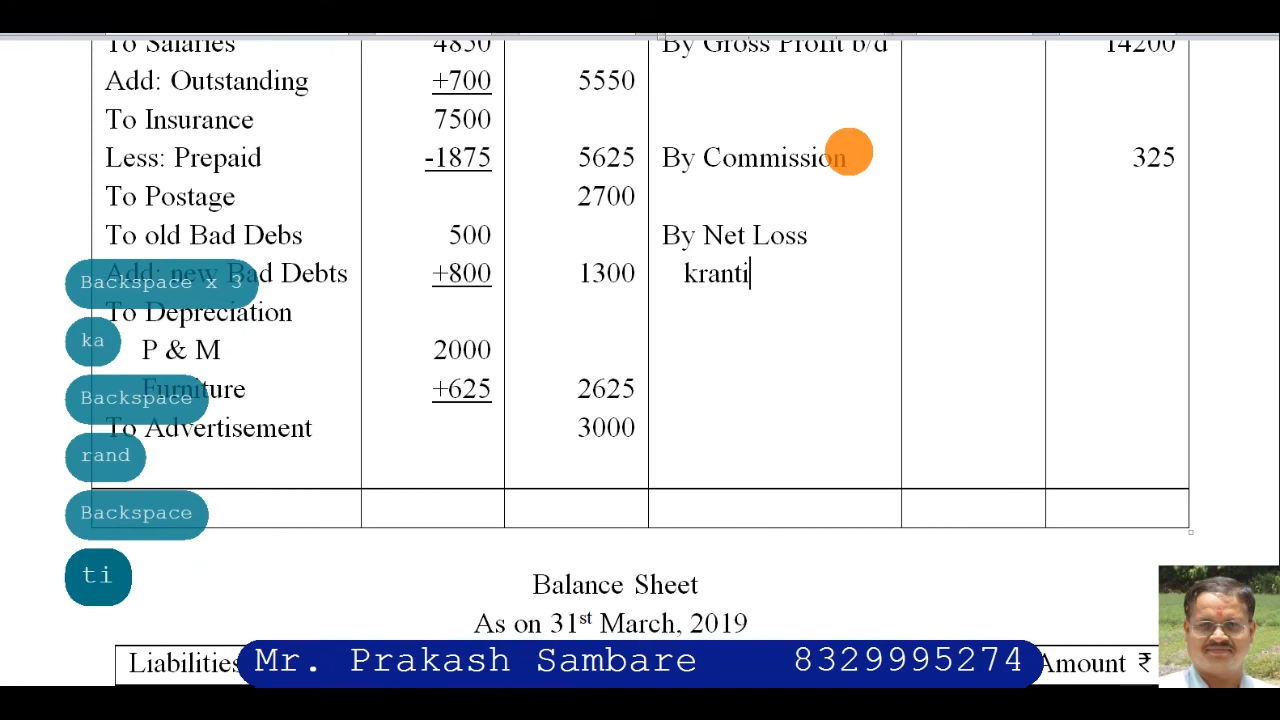 To Salaries 4850 By Gross Profit b/d 14200
Add: Outstanding +700 5550
To Insurance 7500
Less: Prepaid -1875 5625 By Commission 325
To Postage 2700
To old Bad Debs 500 By Net Loss
Add: new Bad Debts +800 1300 kranti
Backspace x 3
To Depreciation
ka
P & M 2000
Furniture +625 2625
Backspace
To Advertisement 3000
rand
Backspace
ti
Balance Sheet
As on 31st March, 2019
Liabilities Amount ₹
Mr. Prakash Sambare 8329995274